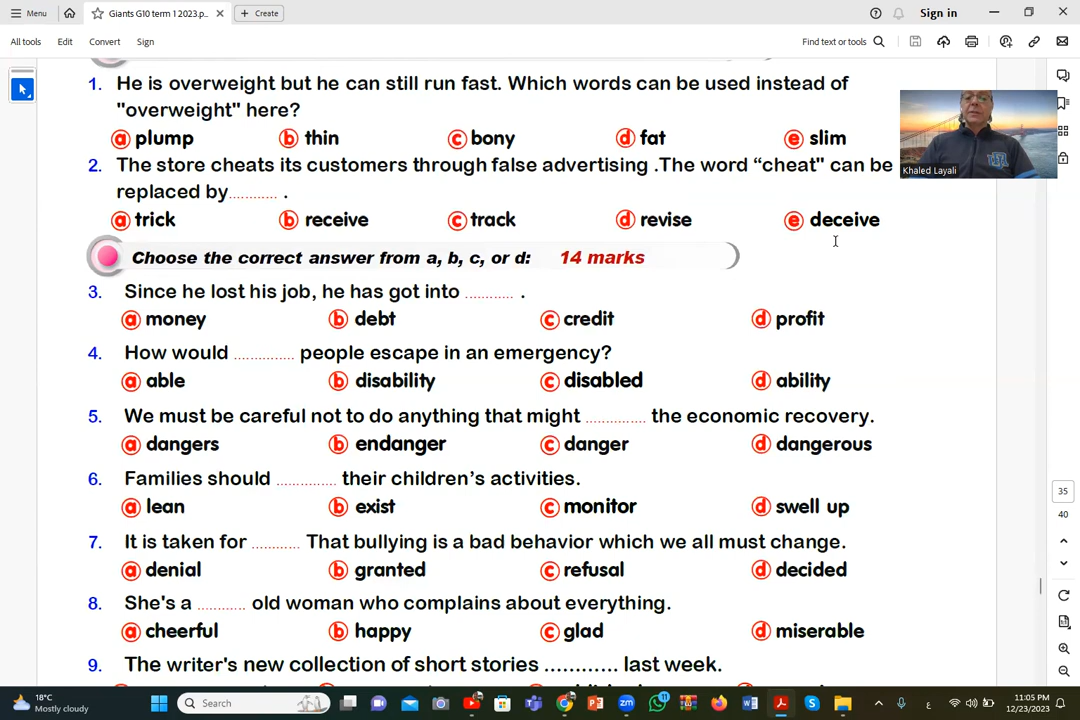 Menu
Giants G10 term 1 2023.p...
Create
Sign in
All tools
Edit
Convert
Sign
Find text or tools
1. He is overweight but he can still run fast. Which words can be used instead of
"overweight" here?
a plump b thin c bony d fat e slim
2. The store cheats its customers through false advertising .The word “cheat" can be
replaced by............ .
a trick b receive c track d revise e deceive
Khaled Layali
Choose the correct answer from a, b, c, or d: 14 marks
3. Since he lost his job, he has got into ............ .
a money b debt c credit d profit
4. How would .............. people escape in an emergency?
a able b disability c disabled d ability
5. We must be careful not to do anything that might .............. the economic recovery.
a dangers b endanger c danger d dangerous
6. Families should .............. their children’s activities.
a lean b exist c monitor d swell up
7. It is taken for ........... That bullying is a bad behavior which we all must change.
a denial b granted c refusal d decided
8. She's a ........... old woman who complains about everything.
a cheerful b happy c glad d miserable
9. The writer's new collection of short stories ............ last week.
35
40
18°C
Mostly cloudy
Search
11
ع
11:05 PM
12/23/2023